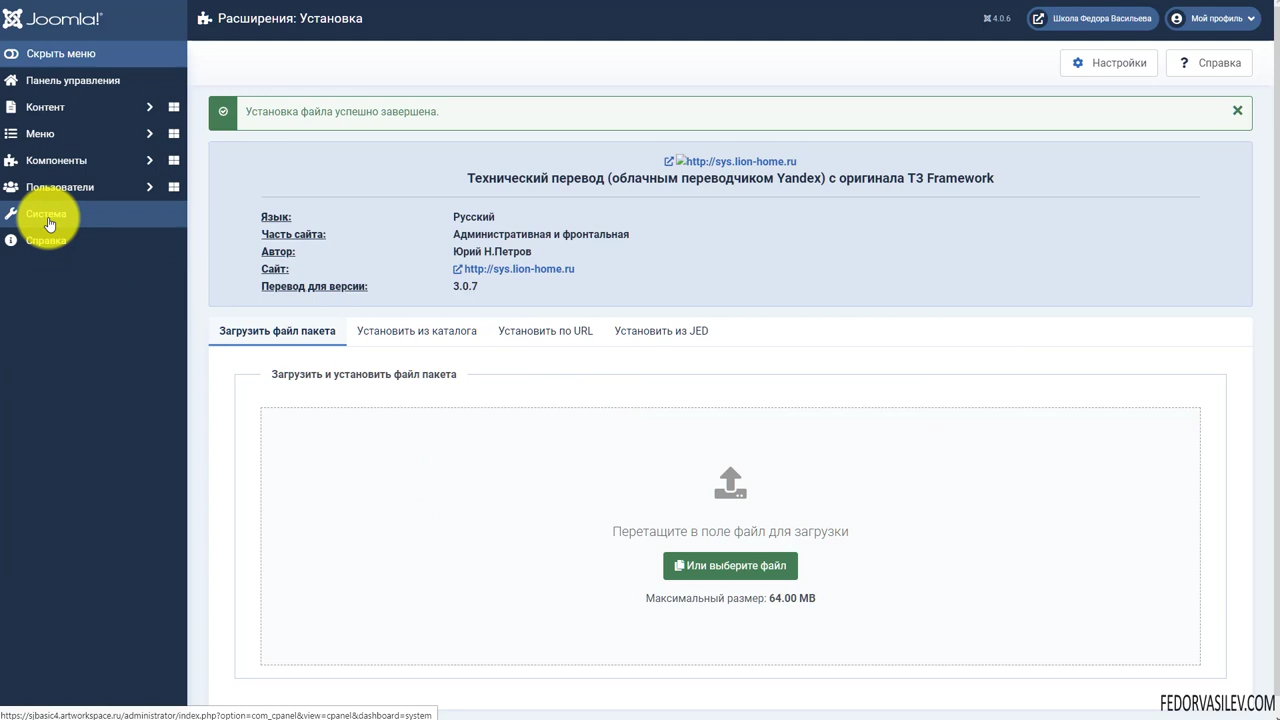 Joomla!®
Расширения: Установка
4.0.6
Школа Федора Васильева
Мой профиль
Скрыть меню
Панель управления
Контент
Меню
Компоненты
Пользователи
Система
Справка
Настройки
? Справка
Установка файла успешно завершена.
http://sys.lion-home.ru
Технический перевод (облачным переводчиком Yandex) с оригинала T3 Framework
Язык: Русский
Часть сайта: Административная и фронтальная
Автор: Юрий Н.Петров
Сайт: http://sys.lion-home.ru
Перевод для версии: 3.0.7
Загрузить файл пакета
Установить из каталога
Установить по URL
Установить из JED
Загрузить и установить файл пакета
Перетащите в поле файл для загрузки
Или выберите файл
Максимальный размер: 64.00 MB
https://sjbasic4.artworkspace.ru/administrator/index.php?option=com_cpanel&view=cpanel&dashboard=system
FEDORVASILEV.COM